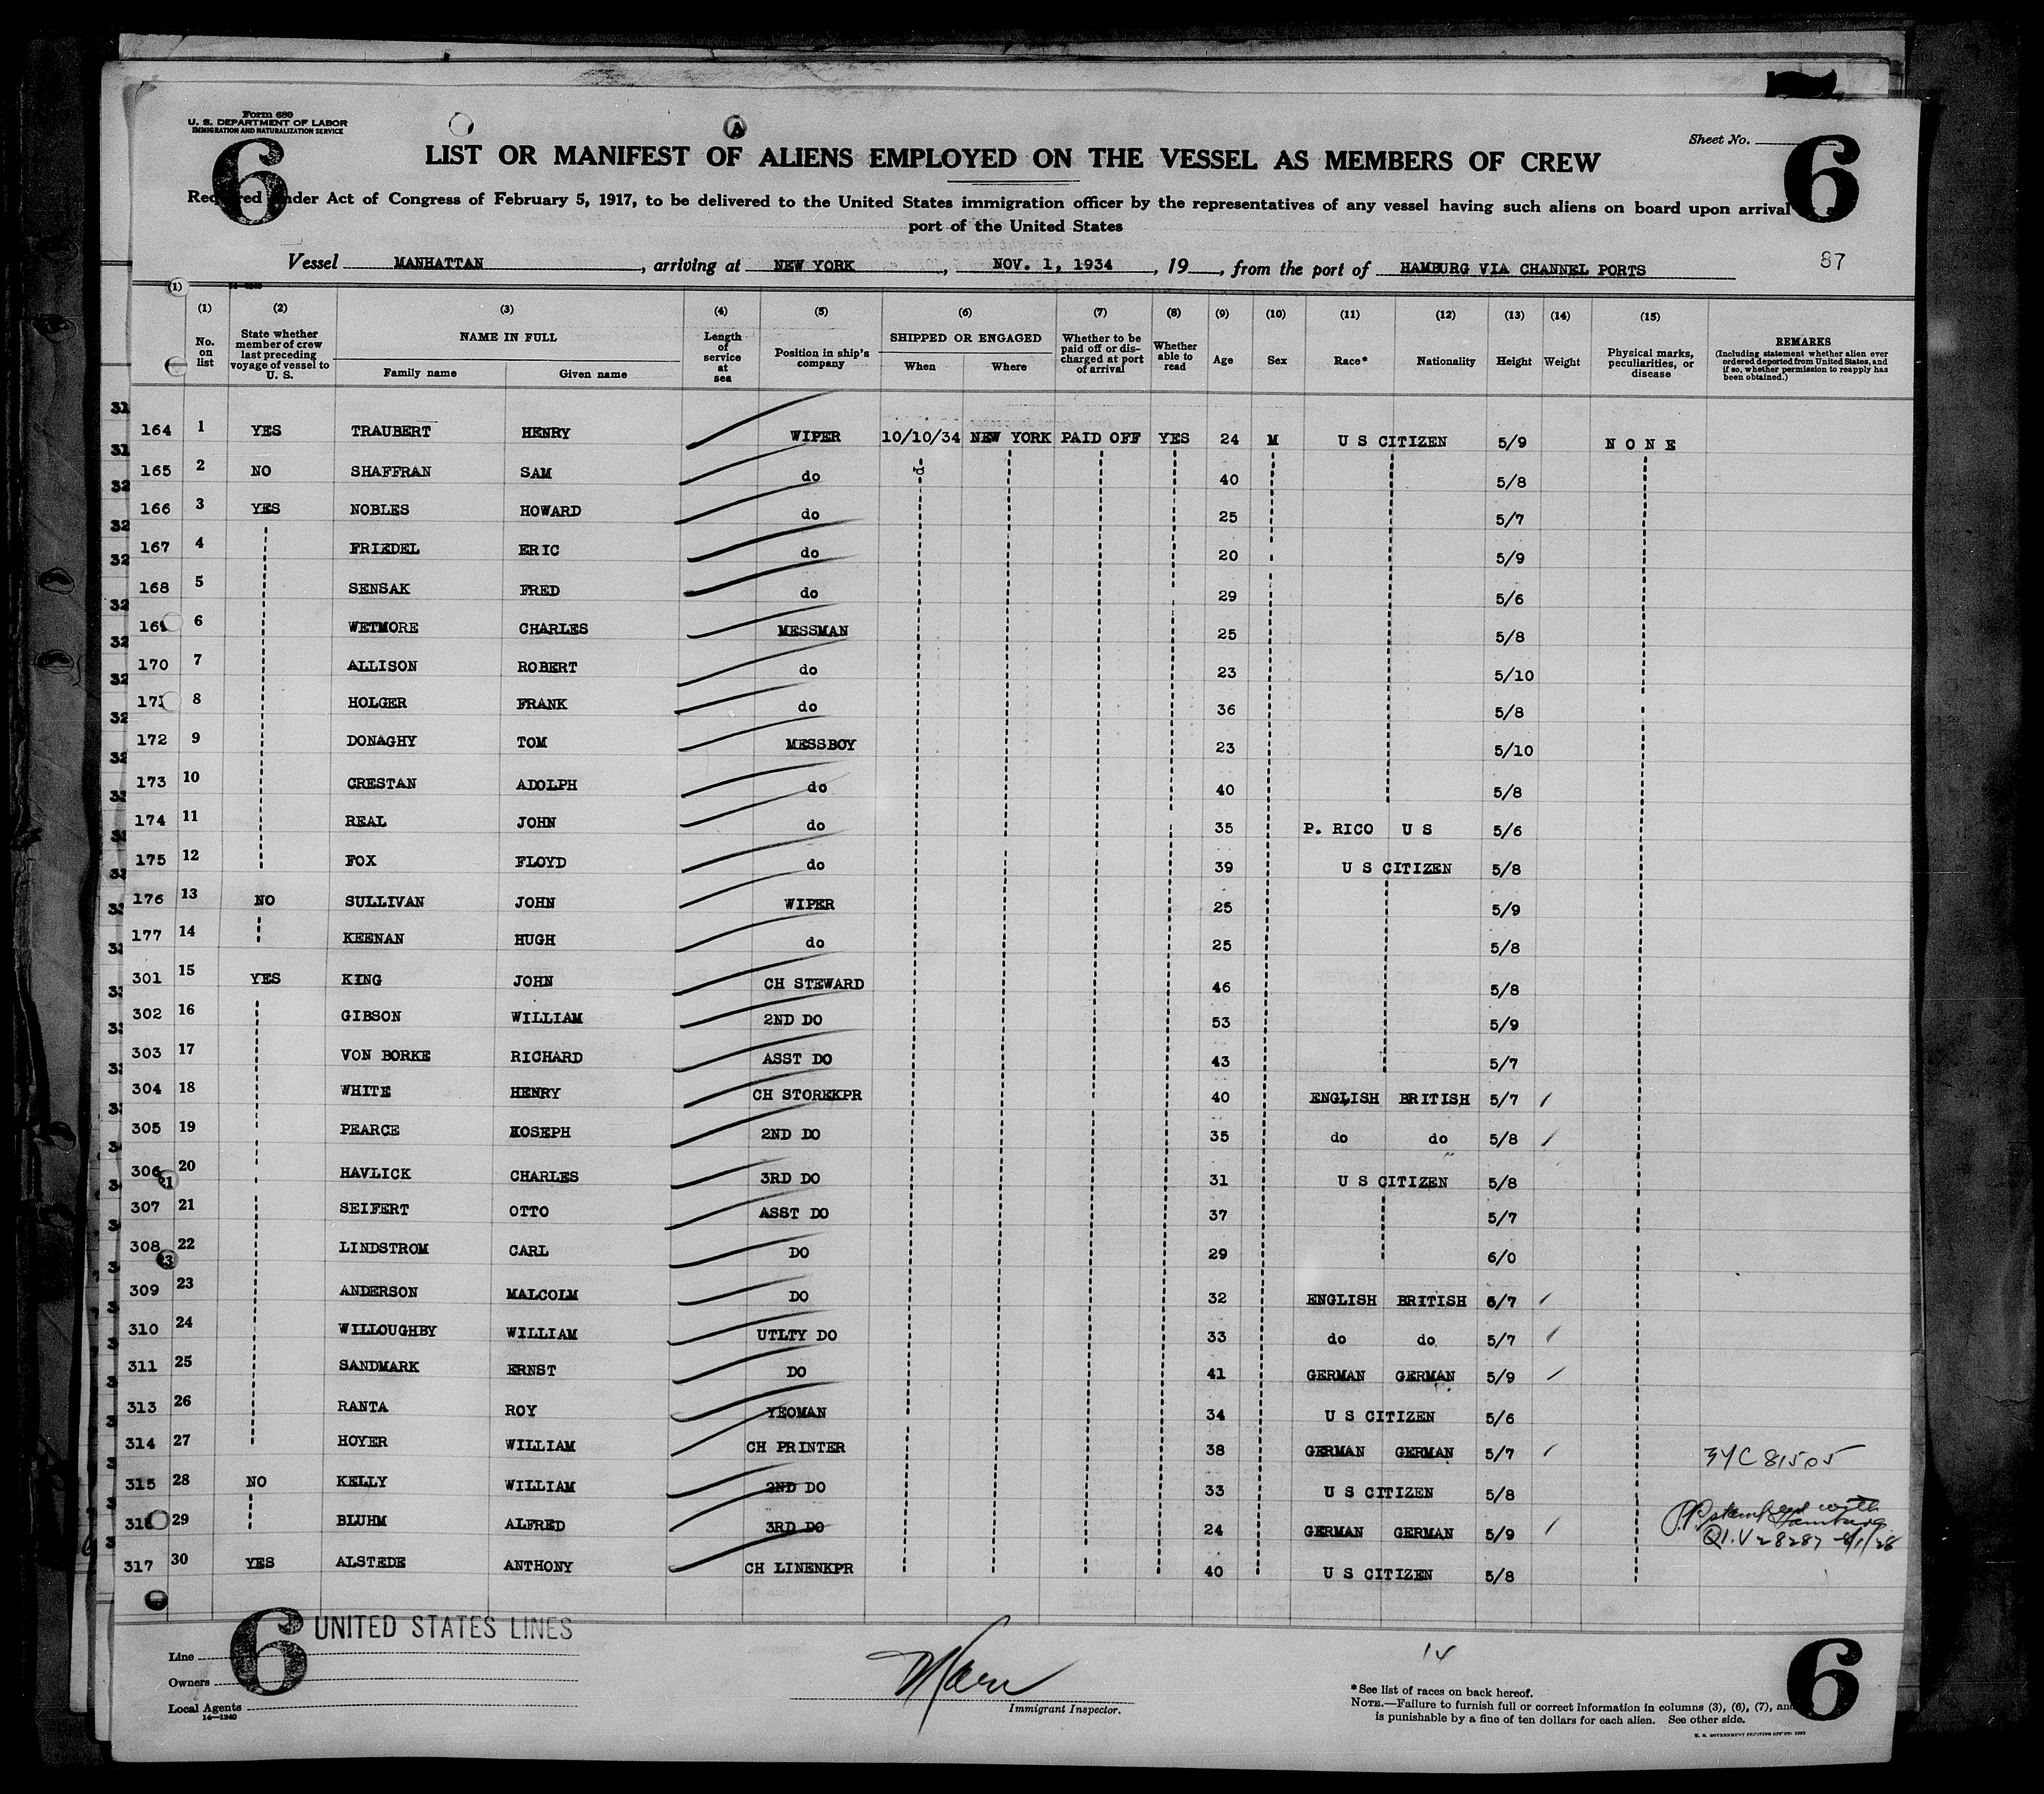 Form 680
U. S. DEPARTMENT OF LABOR
IMMIGRATION AND NATURALIZATION SERVICE
6
A
Sheet No.
6
LIST OR MANIFEST OF ALIENS EMPLOYED ON THE VESSEL AS MEMBERS OF CREW
Required under Act of Congress of February 5, 1917, to be delivered to the United States immigration officer by the representatives of any vessel having such aliens on board upon arrival
port of the United States
Vessel MANHATTAN, arriving at NEW YORK, NOV. 1, 1934, 19, from the port of HAMBURG VIA CHANNEL PORTS 87
(1) (1) (2) (3) (4) (5) (6) (7) (8) (9) (10) (11) (12) (13) (14) (15)
No. on list State whether member of crew last preceding voyage of vessel to U. S. NAME IN FULL Family name Given name Length of service at sea Position in ship's company SHIPPED OR ENGAGED When Where Whether to be paid off or discharged at port of arrival Whether able to read Age Sex Race* Nationality Height Weight Physical marks, peculiarities, or disease REMARKS (Including statement whether alien ever ordered deported from United States, and if so, whether permission to reapply has been obtained.)
164 1 YES TRAUBERT HENRY WIPER 10/10/34 NEW YORK PAID OFF YES 24 M U S CITIZEN 5/9 NONE
165 2 NO SHAFFRAN SAM do 40 5/8
166 3 YES NOBLES HOWARD do 25 5/7
167 4 FRIEDEL ERIC do 20 5/9
168 5 SENSAK FRED do 29 5/6
169 6 WETMORE CHARLES MESSMAN 25 5/8
170 7 ALLISON ROBERT do 23 5/10
171 8 HOLGER FRANK do 36 5/8
172 9 DONAGHY TOM MESSBOY 23 5/10
173 10 CRESTAN ADOLPH do 40 5/8
174 11 REAL JOHN do 35 P. RICO U S 5/6
175 12 FOX FLOYD do 39 U S CITIZEN 5/8
176 13 NO SULLIVAN JOHN WIPER 25 5/9
177 14 KEENAN HUGH do 25 5/8
301 15 YES KING JOHN CH STEWARD 46 5/8
302 16 GIBSON WILLIAM 2ND DO 53 5/9
303 17 VON BORKE RICHARD ASST DO 43 5/7
304 18 WHITE HENRY CH STOREKPR 40 ENGLISH BRITISH 5/7
305 19 PEARCE KOSEPH 2ND DO 35 do do 5/8
306 20 HAVLICK CHARLES 3RD DO 31 U S CITIZEN 5/8
307 21 SEIFERT OTTO ASST DO 37 5/7
308 22 LINDSTROM CARL DO 29 6/0
309 23 ANDERSON MALCOLM DO 32 ENGLISH BRITISH 5/7
310 24 WILLOUGHBY WILLIAM UTLTY DO 33 do do 5/7
311 25 SANDMARK ERNST DO 41 GERMAN GERMAN 5/9
313 26 RANTA ROY YEOMAN 34 U S CITIZEN 5/6
314 27 HOYER WILLIAM CH PRINTER 38 GERMAN GERMAN 5/7 34C81505
315 28 NO KELLY WILLIAM 2ND DO 33 U S CITIZEN 5/8
316 29 BLUHM ALFRED 3RD DO 24 GERMAN GERMAN 5/9 P.P. stamped with
Q.I.V 28287
317 30 YES ALSTEDE ANTHONY CH LINENKPR 40 U S CITIZEN 5/8
6 UNITED STATES LINES
Line
Owners
Local Agents
14—1240
Immigrant Inspector.
14
*See list of races on back hereof.
NOTE.—Failure to furnish full or correct information in columns (3), (6), (7), and
is punishable by a fine of ten dollars for each alien. See other side.
6